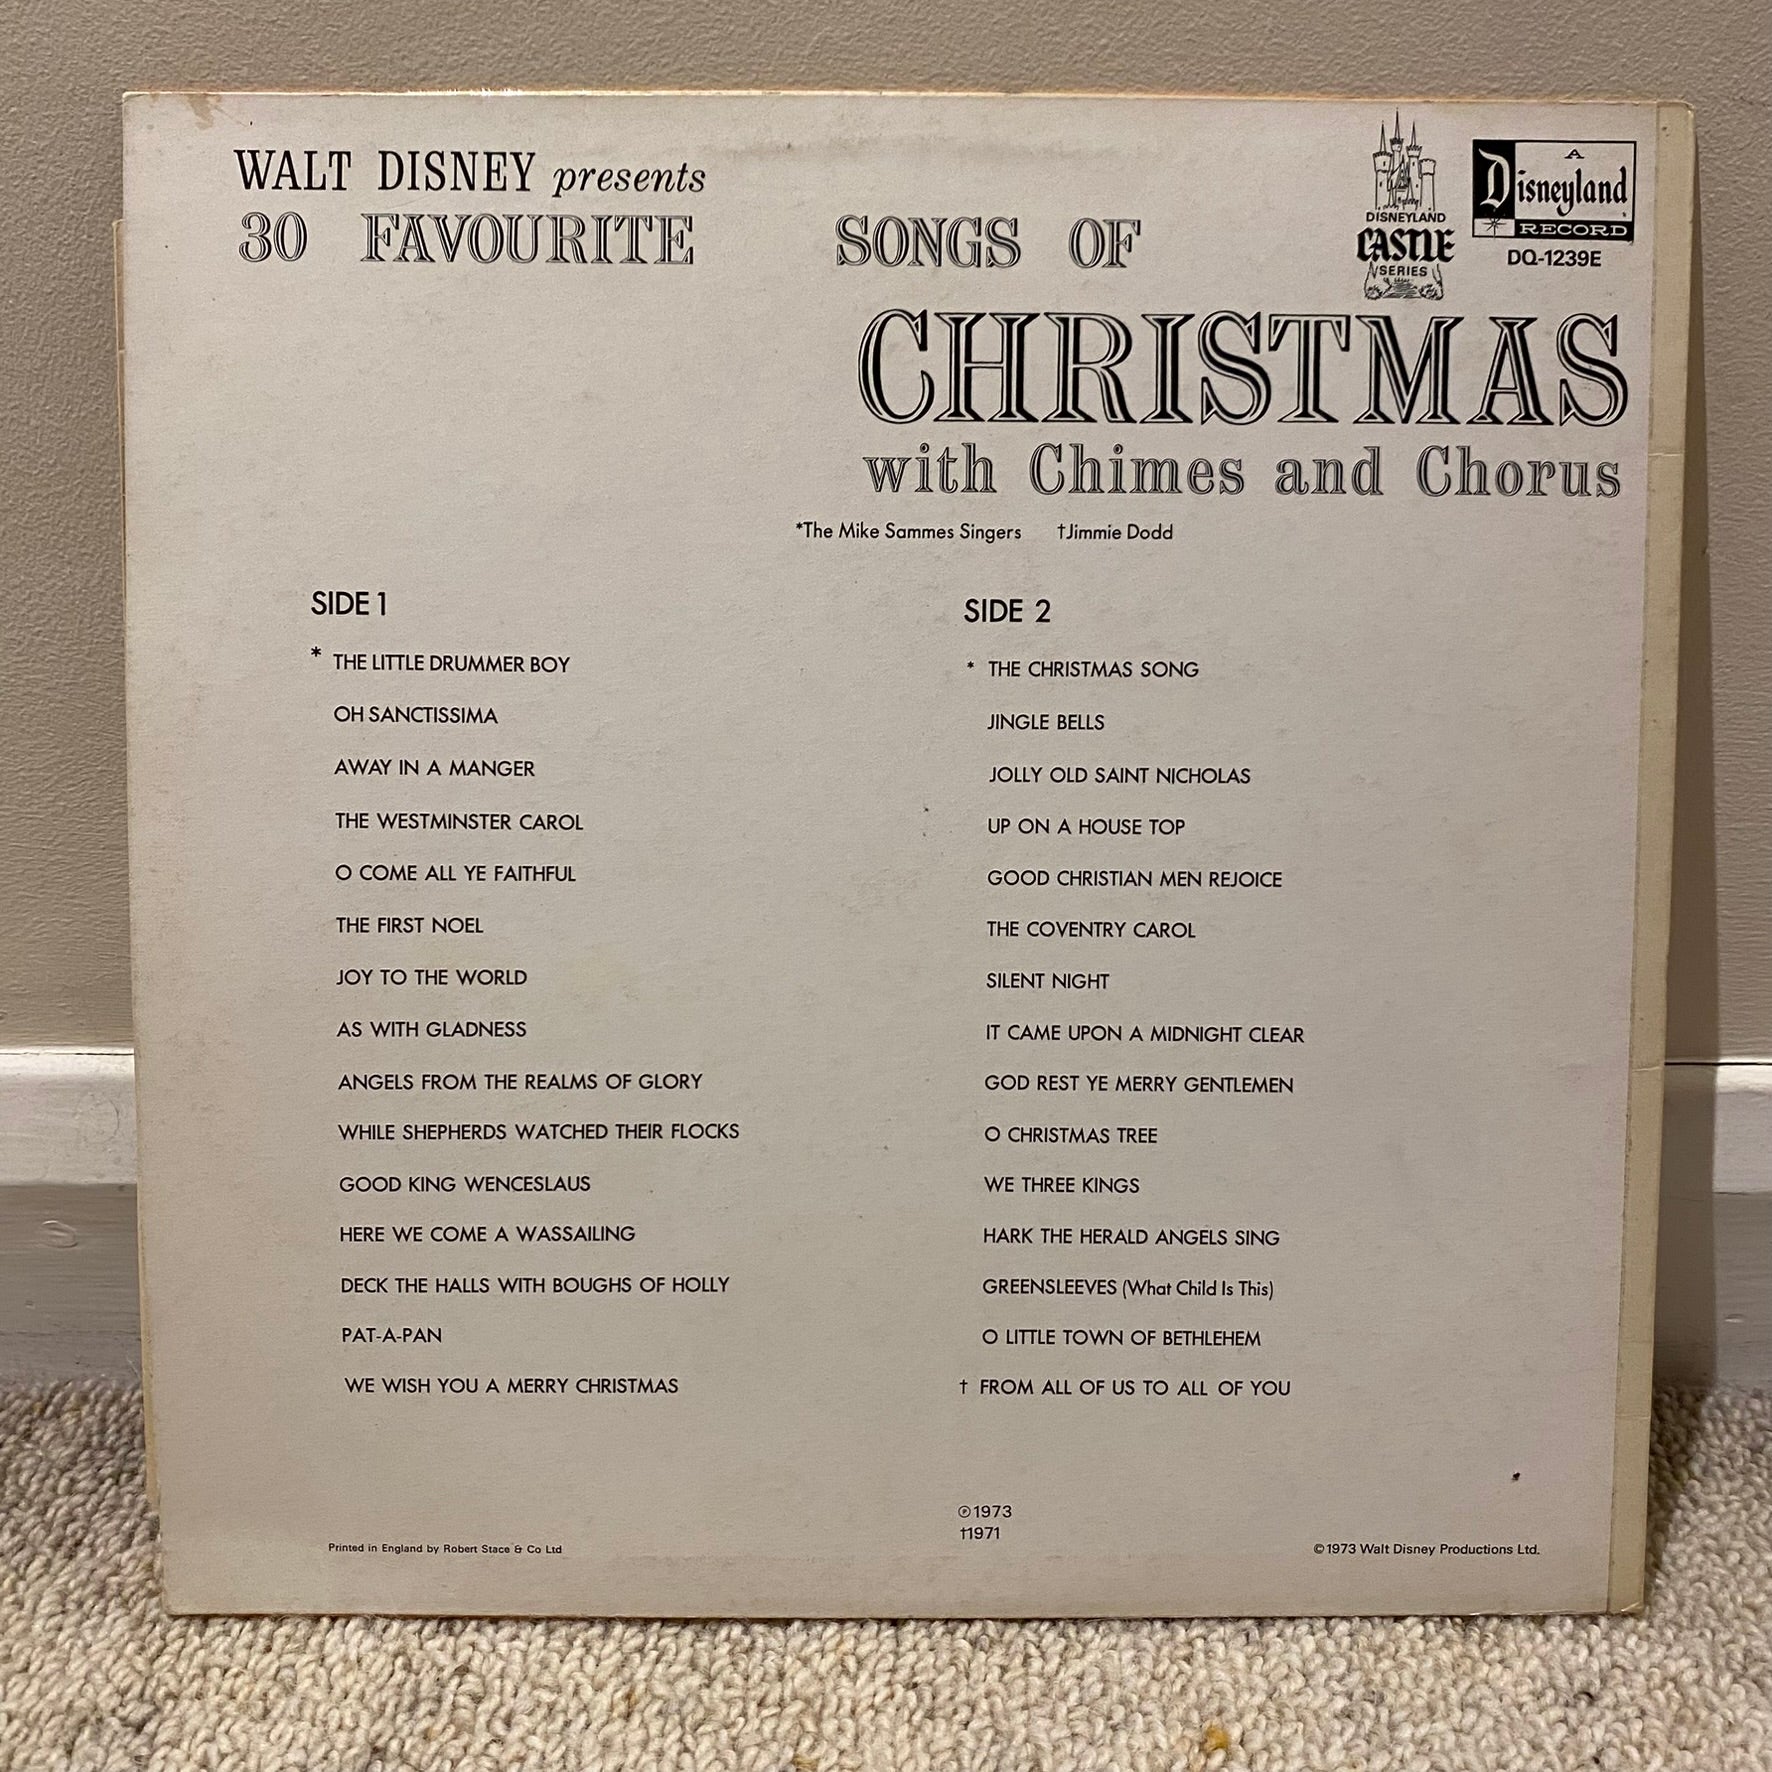 WALT DISNEY presents
30 FAVOURITE SONGS OF
CHRISTMAS
with Chimes and Chorus
DISNEYLAND
CASTLE
SERIES
A
Disneyland
RECORD
DQ-1239E
*The Mike Sammes Singers †Jimmie Dodd
SIDE 1
* THE LITTLE DRUMMER BOY
OH SANCTISSIMA
AWAY IN A MANGER
THE WESTMINSTER CAROL
O COME ALL YE FAITHFUL
THE FIRST NOEL
JOY TO THE WORLD
AS WITH GLADNESS
ANGELS FROM THE REALMS OF GLORY
WHILE SHEPHERDS WATCHED THEIR FLOCKS
GOOD KING WENCESLAUS
HERE WE COME A WASSAILING
DECK THE HALLS WITH BOUGHS OF HOLLY
PAT-A-PAN
WE WISH YOU A MERRY CHRISTMAS
SIDE 2
* THE CHRISTMAS SONG
JINGLE BELLS
JOLLY OLD SAINT NICHOLAS
UP ON A HOUSE TOP
GOOD CHRISTIAN MEN REJOICE
THE COVENTRY CAROL
SILENT NIGHT
IT CAME UPON A MIDNIGHT CLEAR
GOD REST YE MERRY GENTLEMEN
O CHRISTMAS TREE
WE THREE KINGS
HARK THE HERALD ANGELS SING
GREENSLEEVES (What Child Is This)
O LITTLE TOWN OF BETHLEHEM
† FROM ALL OF US TO ALL OF YOU
℗ 1973
†1971
Printed in England by Robert Stace & Co Ltd
© 1973 Walt Disney Productions Ltd.